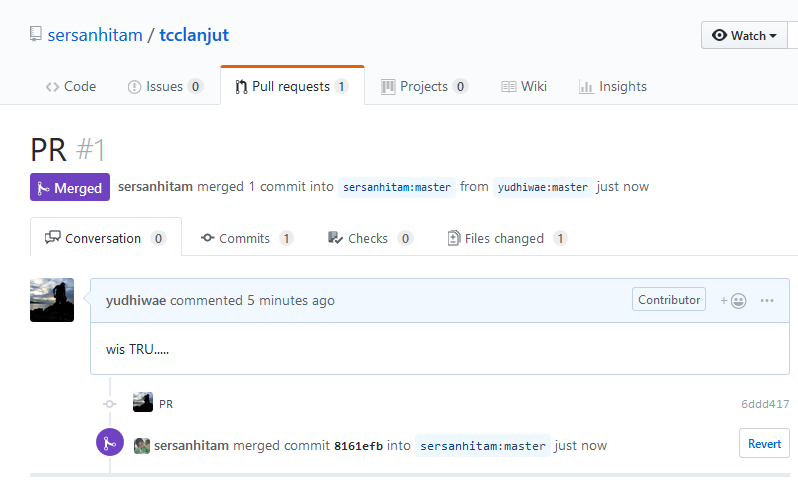 sersanhitam / tcclanjut
Watch
Code
Issues 0
Pull requests 1
Projects 0
Wiki
Insights
PR #1
Merged sersanhitam merged 1 commit into sersanhitam:master from yudhiwae:master just now
Conversation 0
Commits 1
Checks 0
Files changed 1
yudhiwae commented 5 minutes ago
Contributor
+
wis TRU.....
PR
6ddd417
sersanhitam merged commit 8161efb into sersanhitam:master just now
Revert